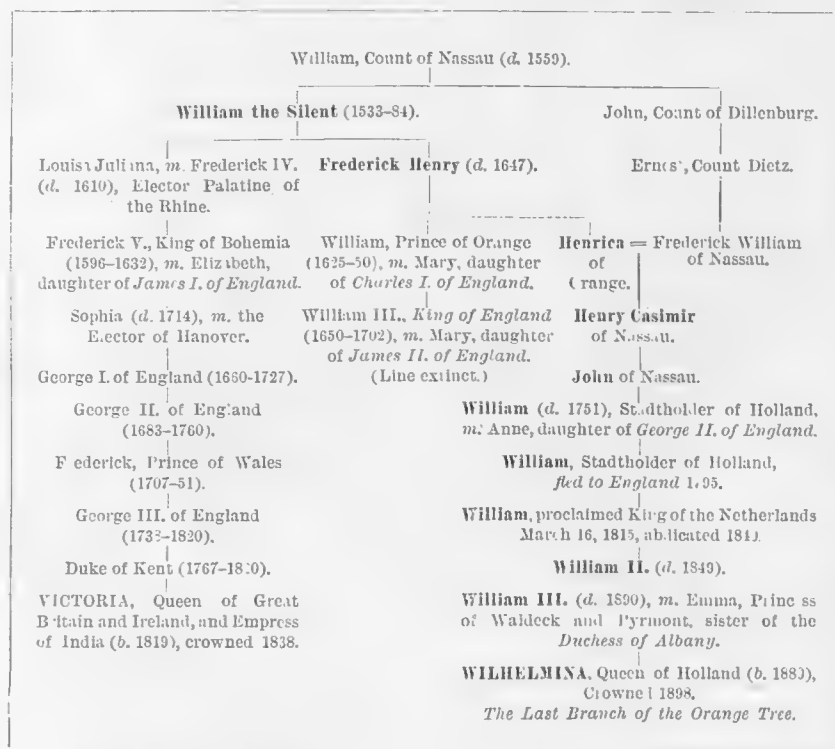 William, Count of Nassau (d. 1559).
William the Silent (1533–84).
John, Count of Dillenburg.
Louisa Juliana, m. Frederick IV. (d. 1610), Elector Palatine of the Rhine.
Frederick Henry (d. 1647).
Ernest, Count Dietz.
Frederick V., King of Bohemia
(1596–1632), m. Elizabeth,
daughter of James I. of England.
William, Prince of Orange
(1625–50), m. Mary, daughter
of Charles I. of England.
Henrica = Frederick William
of Orange.
of Nassau.
Sophia (d. 1714), m. the
Elector of Hanover.
William III., King of England
(1650–1702), m. Mary, daughter
of James II. of England.
(Line extinct.)
Henry Casimir
of Nassau.
George I. of England (1660–1727).
John of Nassau.
George II. of England
(1683–1760).
William (d. 1751), Stadtholder of Holland,
m. Anne, daughter of George II. of England.
Frederick, Prince of Wales
(1707–51).
William, Stadtholder of Holland,
fled to England
George III. of England
(1738–1820).
William, proclaimed King of the Netherlands
March 16, 1815, abdicated
Duke of Kent (1767–1820).
William II. (d. 1849).
VICTORIA, Queen of Great
Britain and Ireland, and Empress
of India (b. 1819), crowned 1838.
William III. (d. 1890), m. Emma, Princess
of Waldeck and Pyrmont, sister of the
Duchess of Albany.
WILHELMINA, Queen of Holland (b. 1880),
Crowned 1898.
The Last Branch of the Orange Tree.